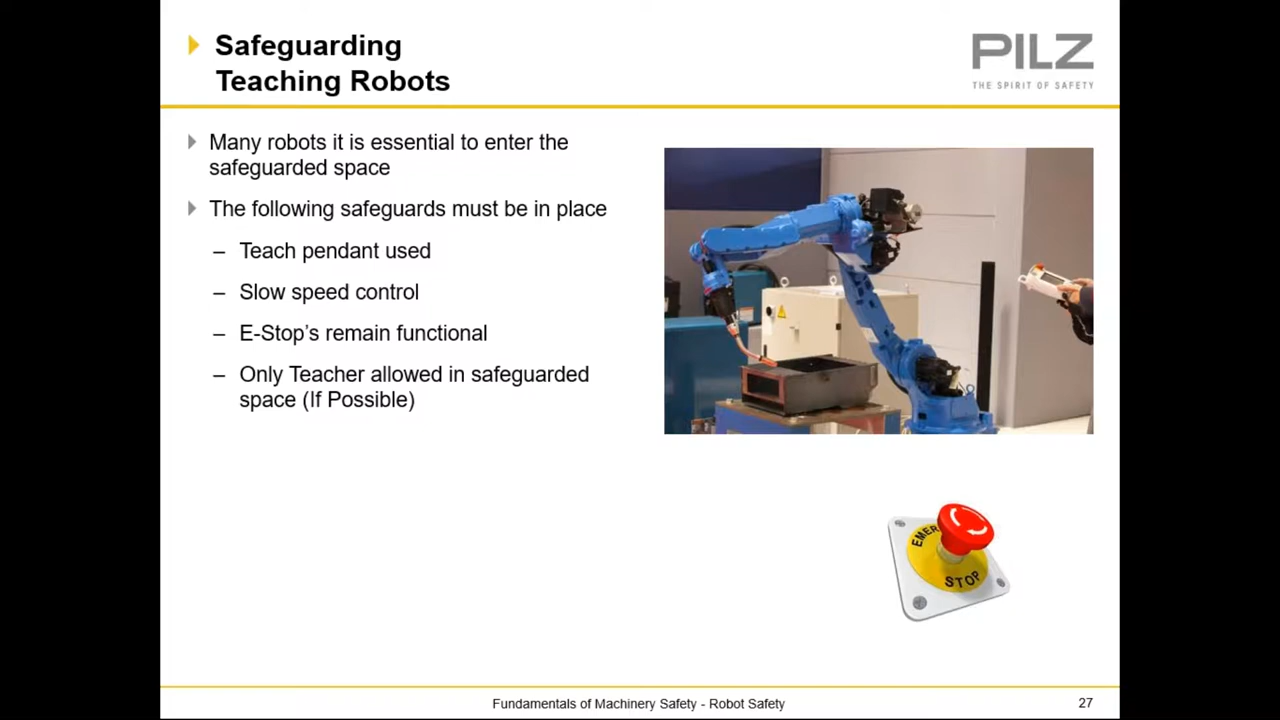 Safeguarding
Teaching Robots
PILZ
THE SPIRIT OF SAFETY
Many robots it is essential to enter the
safeguarded space
The following safeguards must be in place
– Teach pendant used
– Slow speed control
– E-Stop’s remain functional
– Only Teacher allowed in safeguarded
space (If Possible)
EMER
STOP
Fundamentals of Machinery Safety - Robot Safety
27